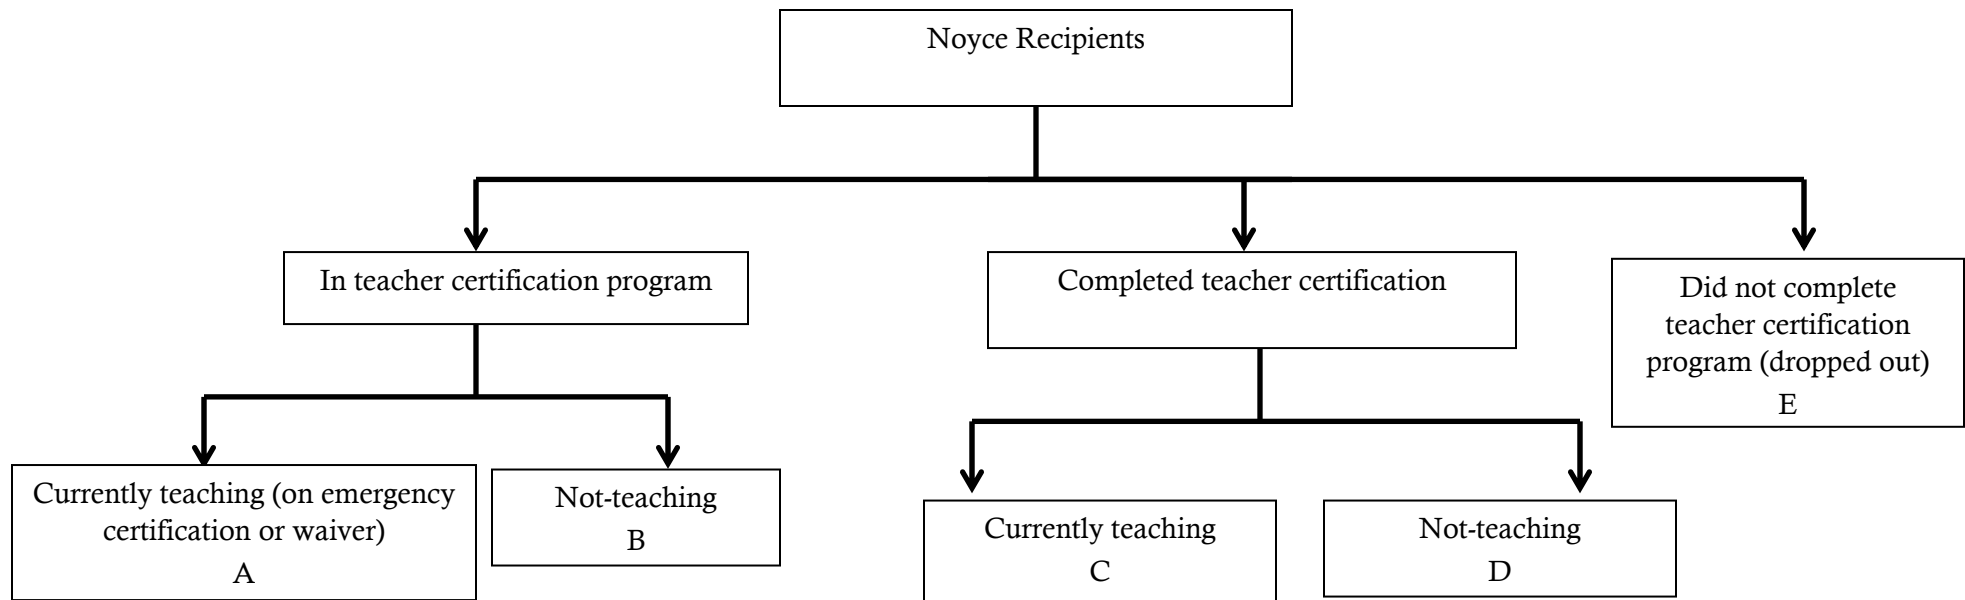 Noyce Recipients
In teacher certification program
Completed teacher certification
Did not complete
teacher certification
program (dropped out)
E
Currently teaching (on emergency
certification or waiver)
A
Not-teaching
B
Currently teaching
C
Not-teaching
D